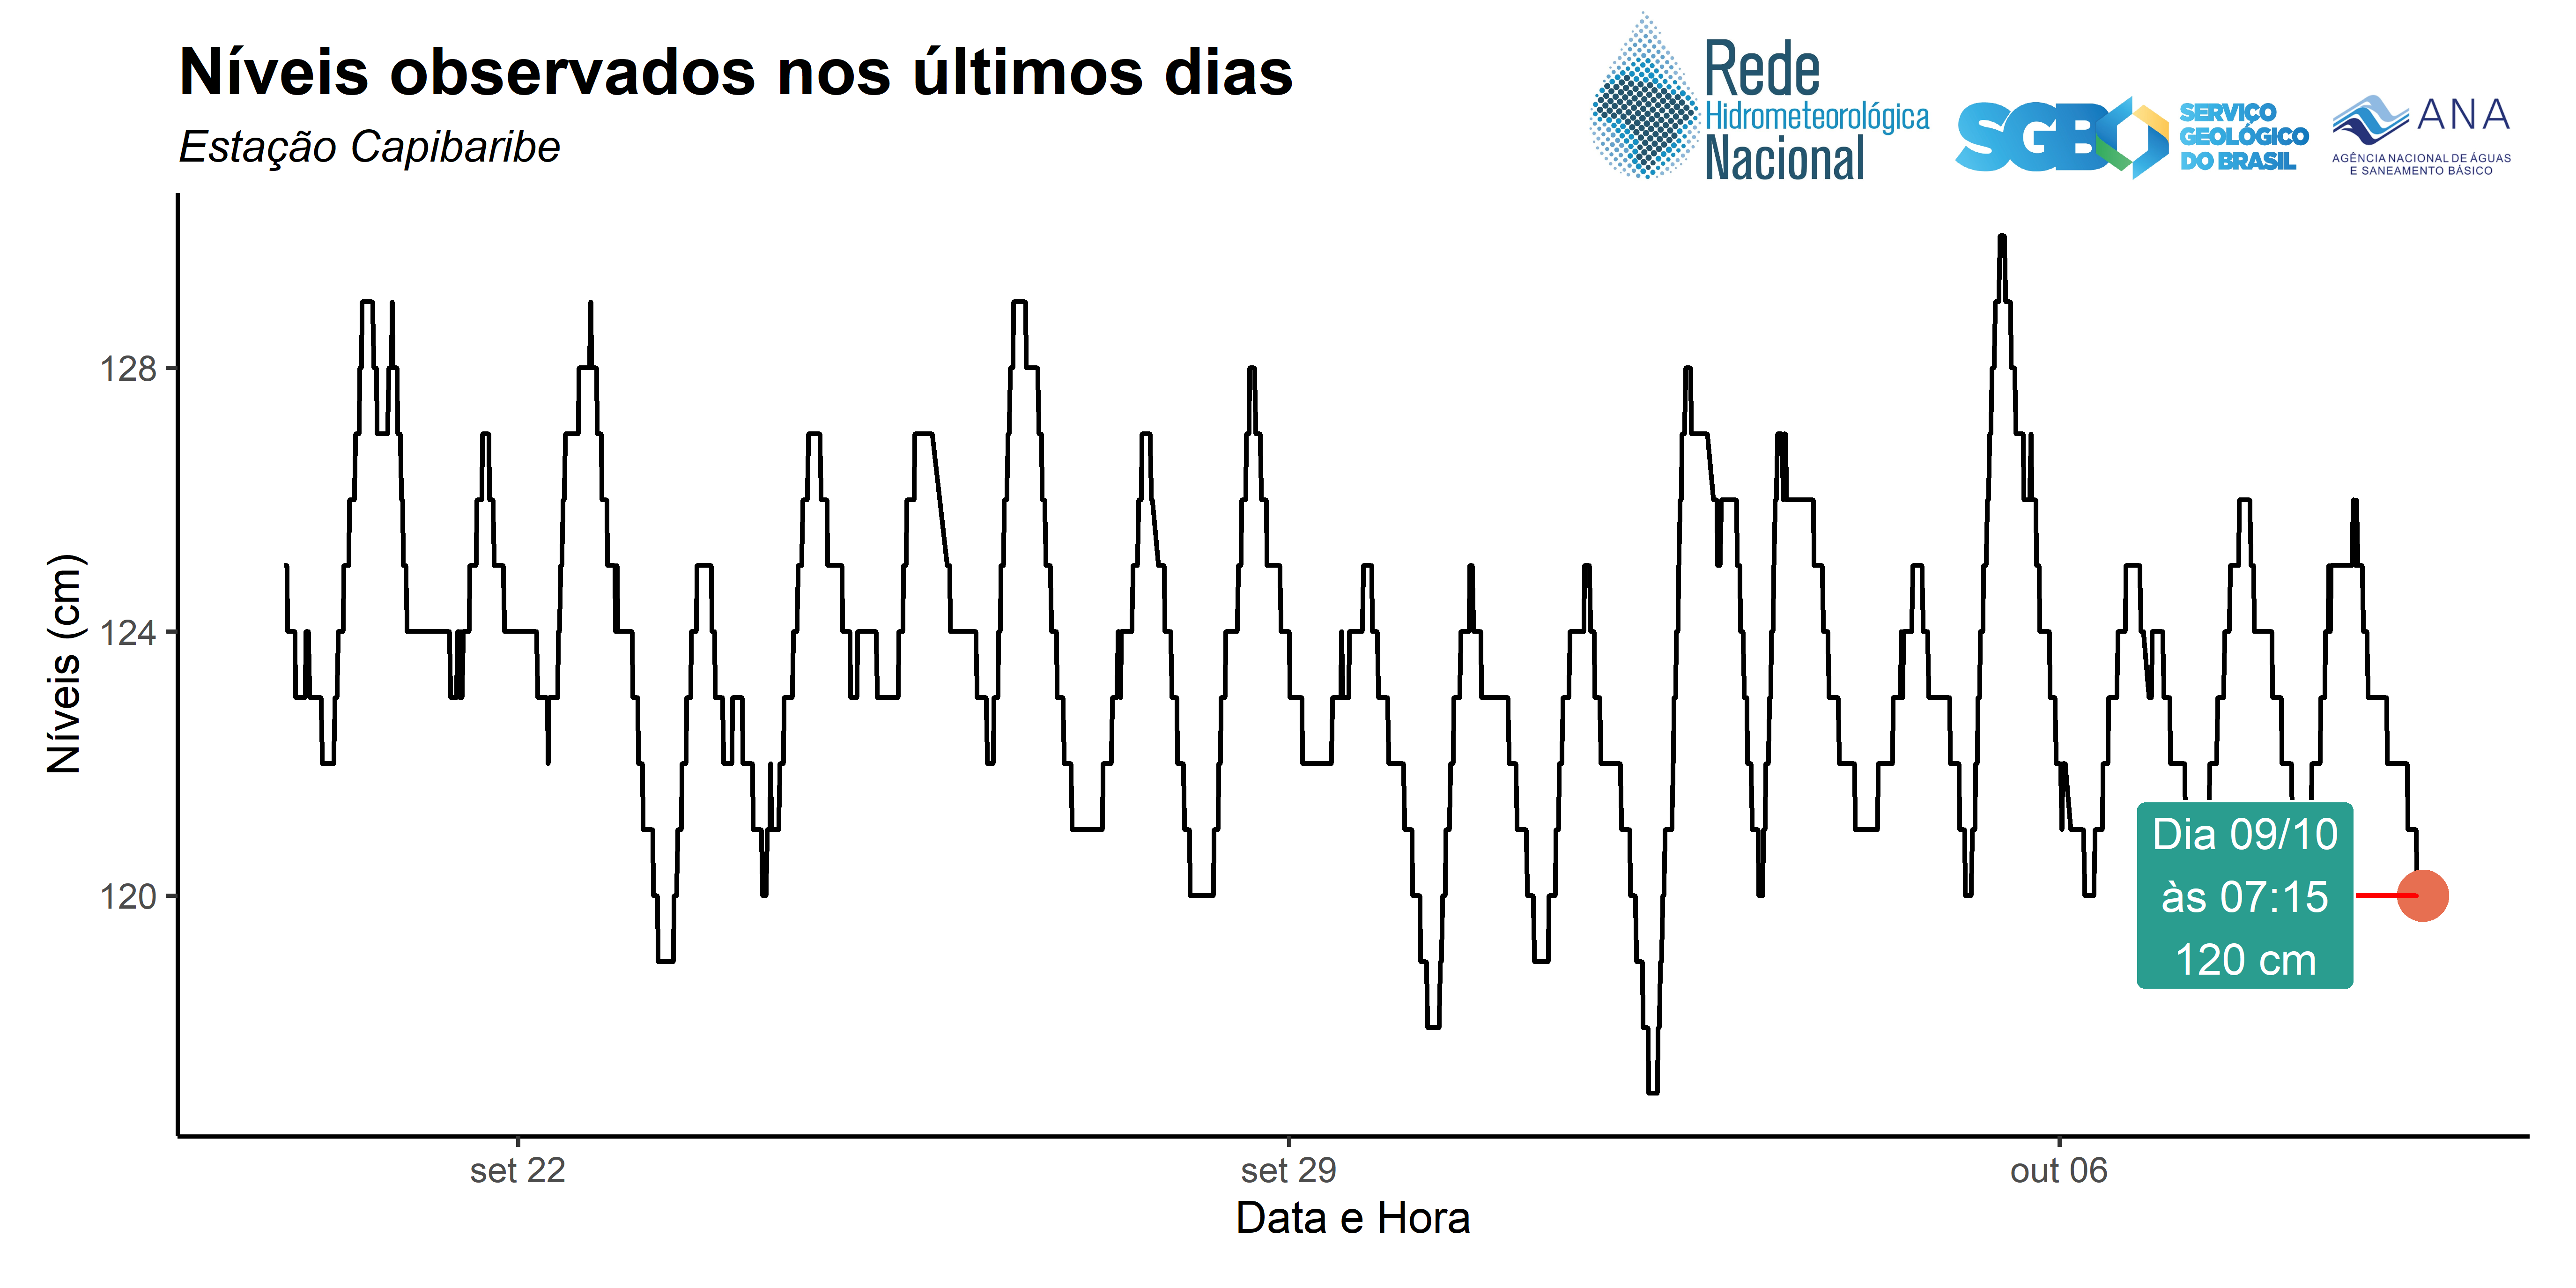 Níveis observados nos últimos dias
Estação Capibaribe
Rede
Hidrometeorológica
Nacional
SGB
SERVIÇO
GEOLÓGICO
DO BRASIL
ANA
AGÊNCIA NACIONAL DE ÁGUAS
E SANEAMENTO BÁSICO
Níveis (cm)
128
124
120
Dia 09/10
às 07:15
120 cm
set 22
set 29
out 06
Data e Hora